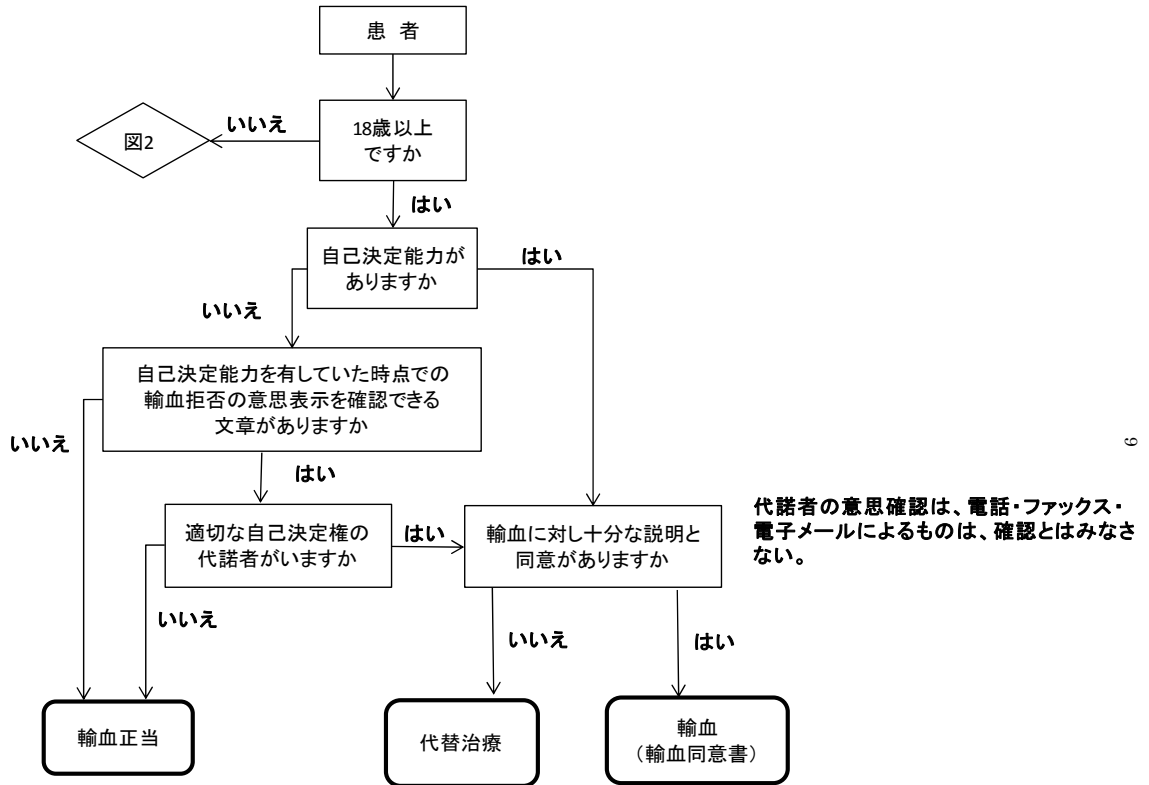 患 者
18歳以上
ですか
いいえ
図2
はい
自己決定能力が
ありますか
はい
いいえ
自己決定能力を有していた時点での
輸血拒否の意思表示を確認できる
文章がありますか
いいえ
はい
適切な自己決定権の
代諾者がいますか
はい
輸血に対し十分な説明と
同意がありますか
代諾者の意思確認は、電話・ファックス・
電子メールによるものは、確認とはみなさ
ない。
いいえ
いいえ
はい
輸血正当
代替治療
輸血
（輸血同意書）
9